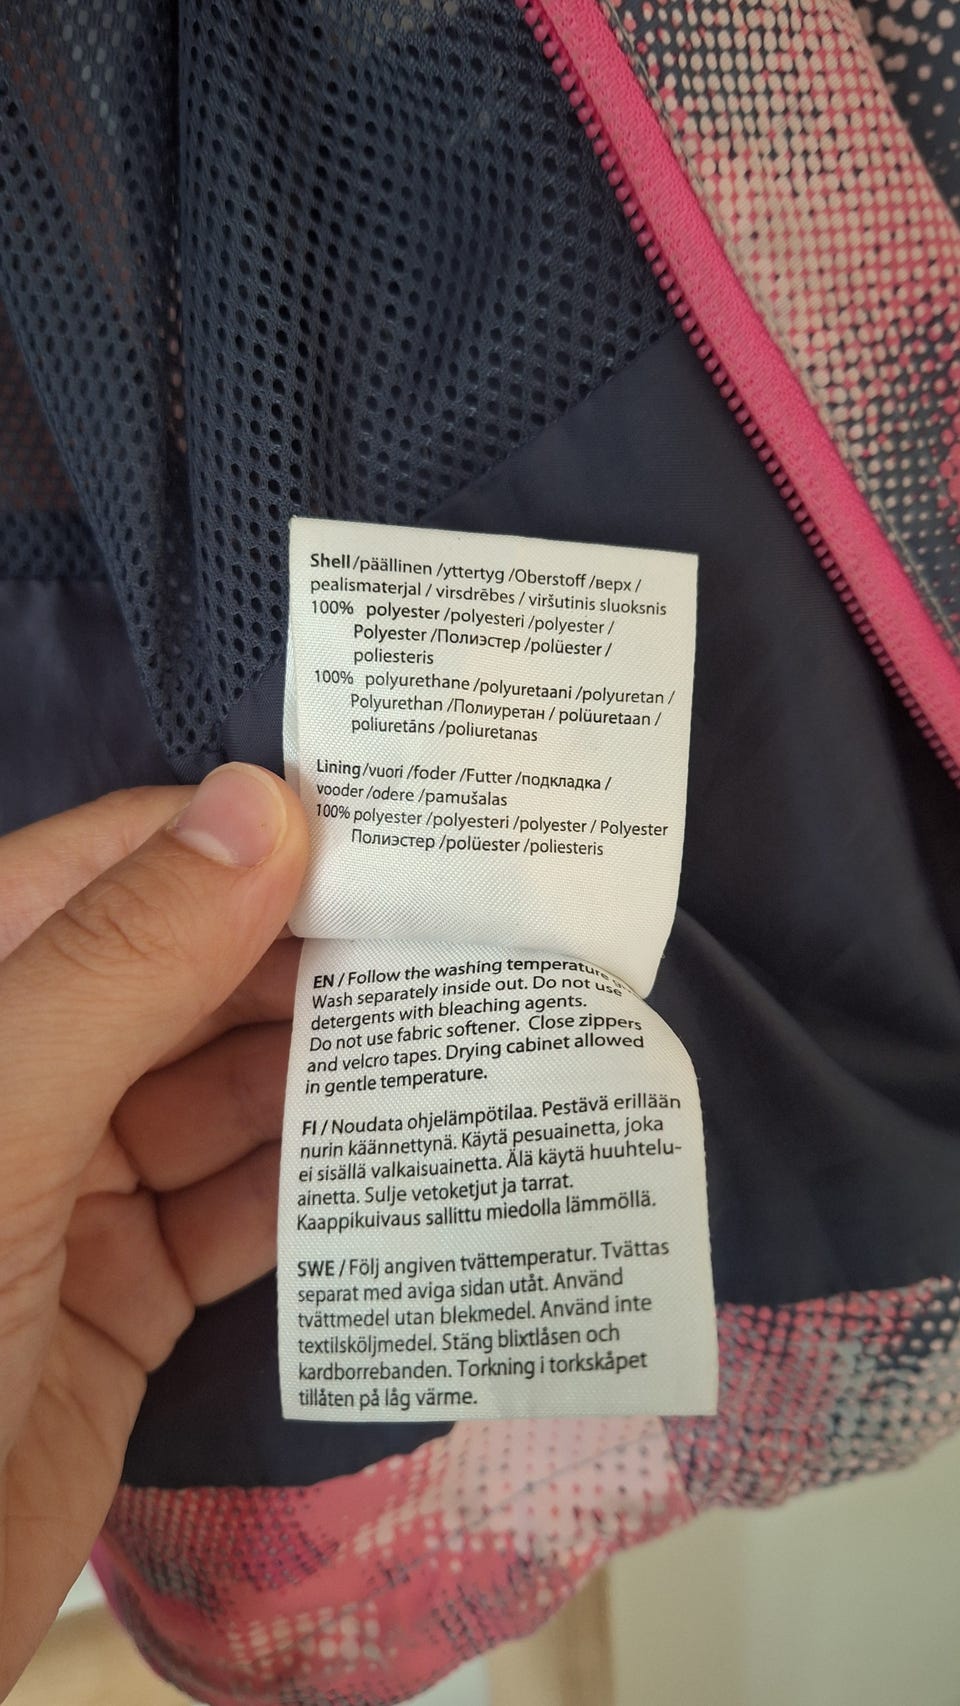 Shell/päällinen /yttertyg /Oberstoff /верх /
pealismaterjal / virsdrēbes / viršutinis sluoksnis
100% polyester /polyesteri /polyester /
Polyester /Полиэстер /polüester /
poliesteris
100% polyurethane /polyuretaani /polyuretan /
Polyurethan /Полиуретан / polüuretaan /
poliuretāns /poliuretanas
Lining/vuori /foder /Futter /подкладка /
vooder /odere /pamušalas
100% polyester /polyesteri /polyester / Polyester
Полиэстер /polüester /poliesteris
EN / Follow the washing temperature
Wash separately inside out. Do not use
detergents with bleaching agents.
Do not use fabric softener. Close zippers
and velcro tapes. Drying cabinet allowed
in gentle temperature.
FI / Noudata ohjelämpötilaa. Pestävä erillään
nurin käännettynä. Käytä pesuainetta, joka
ei sisällä valkaisuainetta. Älä käytä huuhtelu-
ainetta. Sulje vetoketjut ja tarrat.
Kaappikuivaus sallittu miedolla lämmöllä.
SWE / Följ angiven tvättemperatur. Tvättas
separat med aviga sidan utåt. Använd
tvättmedel utan blekmedel. Använd inte
textilsköljmedel. Stäng blixtlåsen och
kardborrebanden. Torkning i torkskåpet
tillåten på låg värme.